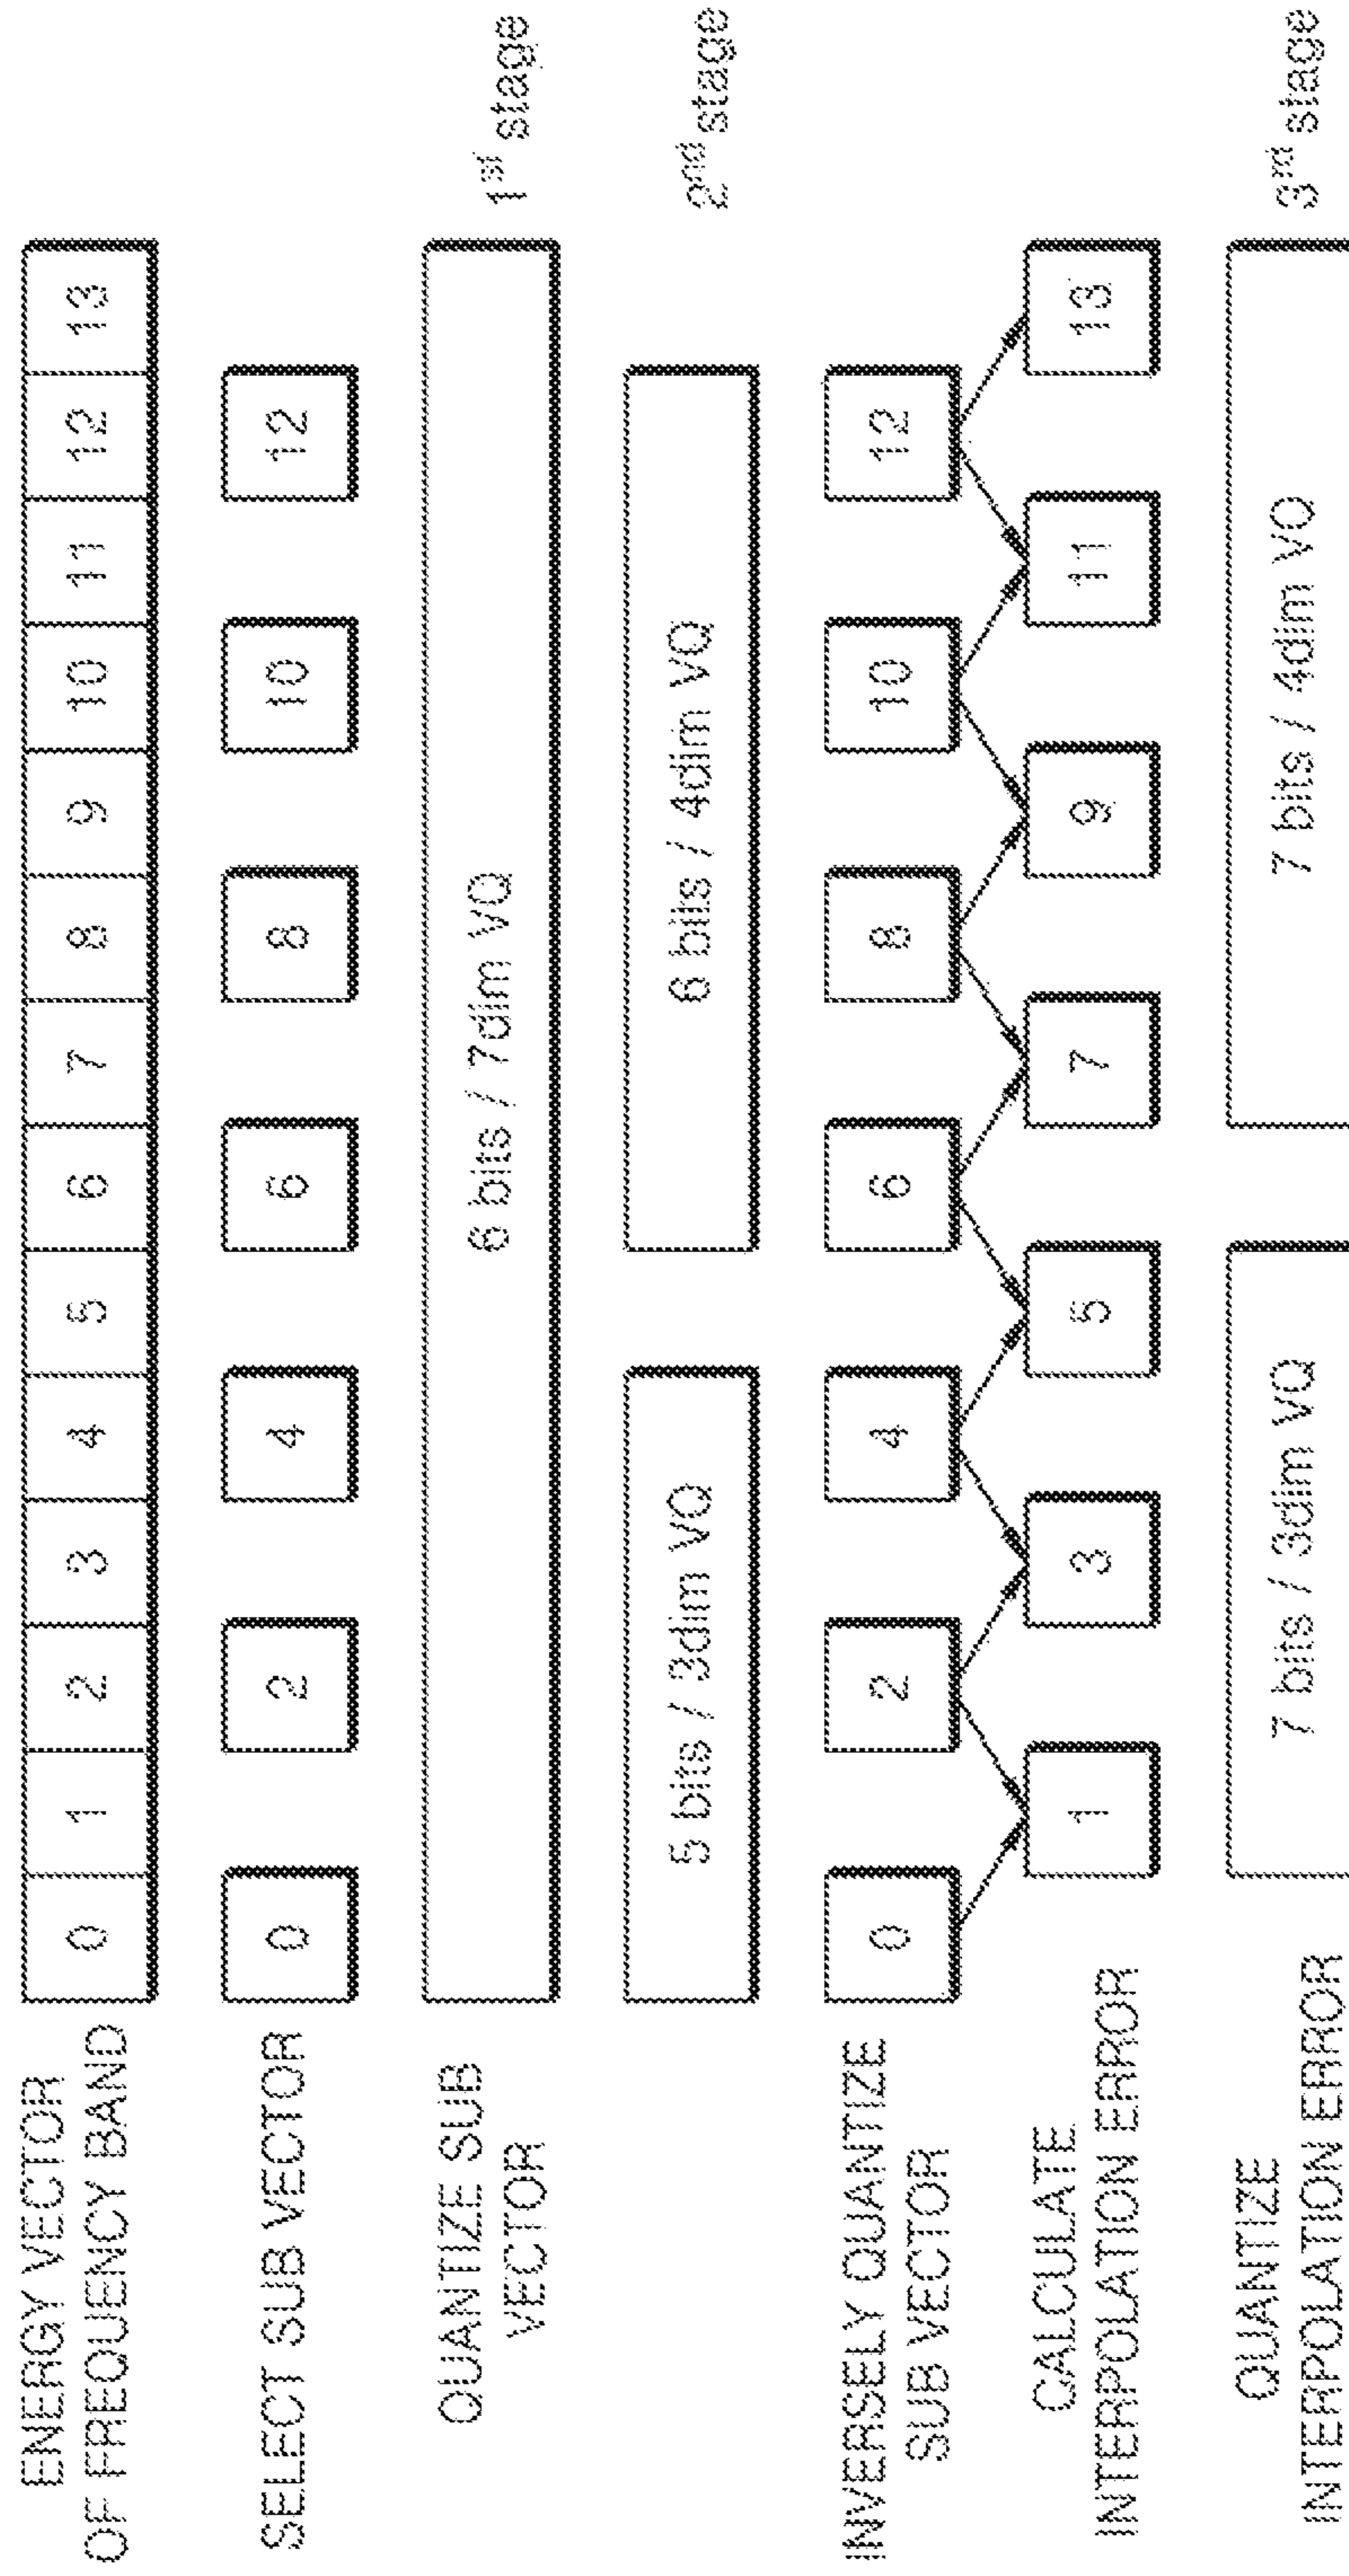 ENERGY VECTOR
OF FREQUENCY BAND
0 1 2 3 4 5 6 7 8 9 10 11 12 13
SELECT SUB VECTOR
0 2 4 6 8 10 12
QUANTIZE SUB
VECTOR
6 bits / 7dim VQ
1st stage
5 bits / 3dim VQ
6 bits / 4dim VQ
2nd stage
INVERSELY QUANTIZE
SUB VECTOR
0 2 4 6 8 10 12
CALCULATE
INTERPOLATION ERROR
1 3 5 7 9 11 13
QUANTIZE
INTERPOLATION ERROR
7 bits / 3dim VQ
7 bits / 4dim VQ
3rd stage